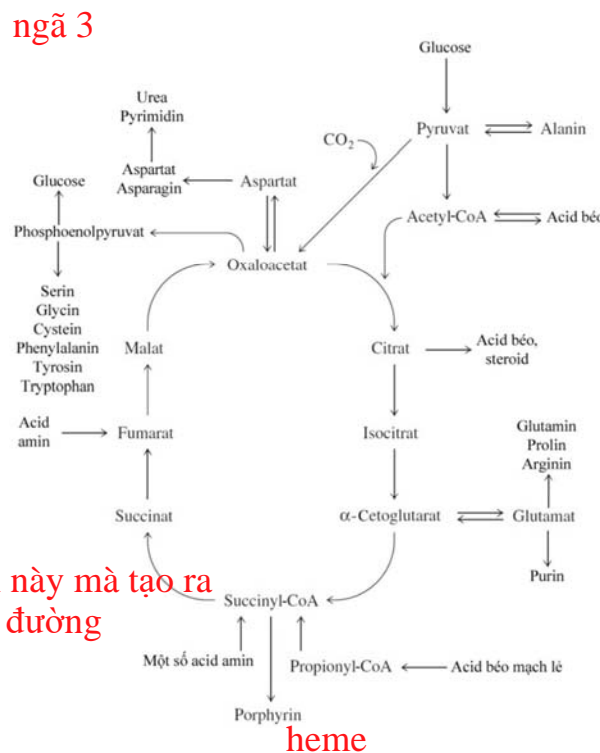 ngã 3
Glucose
Urea
Pyrimidin
CO2
Pyruvat
Alanin
Aspartat
Asparagin
Aspartat
Glucose
Acetyl-CoA
Acid béo
Phosphoenolpyruvat
Oxaloacetat
Serin
Glycin
Cystein
Phenylalanin
Tyrosin
Tryptophan
Malat
Citrat
Acid béo,
steroid
Acid
amin
Fumarat
Isocitrat
Glutamin
Prolin
Arginin
Succinat
α-Cetoglutarat
Glutamat
Purin
này mà tạo ra
đường
Succinyl-CoA
Một số acid amin
Propionyl-CoA
Acid béo mạch lẻ
Porphyrin
heme